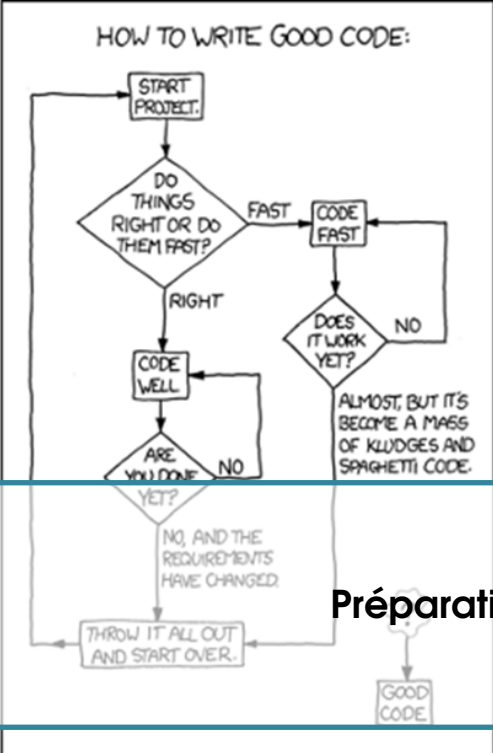 HOW TO WRITE GOOD CODE:
START
PROJECT.
DO
THINGS
RIGHT OR DO
THEM FAST?
FAST
CODE
FAST
RIGHT
DOES
IT WORK
YET?
NO
CODE
WELL
ALMOST, BUT IT'S
BECOME A MASS
OF KLUDGES AND
SPAGHETTI CODE.
ARE
YOU DONE
YET?
NO
NO, AND THE
REQUIREMENTS
HAVE CHANGED.
Préparati
THROW IT ALL OUT
AND START OVER.
GOOD
CODE